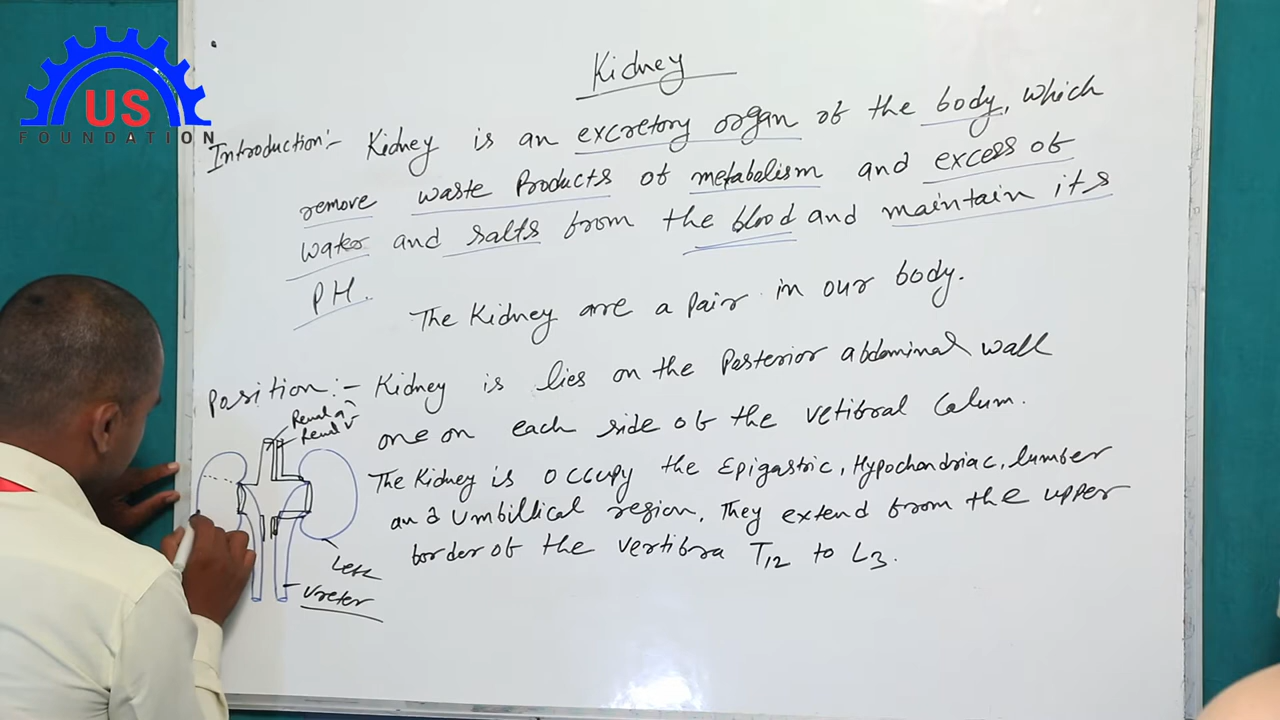 US
FOUNDATION
Kidney
Introduction:- Kidney is an excretory organ of the body, which
remove waste Products of metabolism and excess of
water and salts from the blood and maintain its
PH.
The Kidney are a Pair in our body.
Position:- Kidney is lies on the Posterior abdominal wall
one on each side of the vetibral Colum.
The Kidney is occupy the Epigastric, Hypochondriac, lumber
and Umbillical region, They extend from the upper
border of the vertibra T12 to L3.
Renal a
Renal v
Left
Ureter